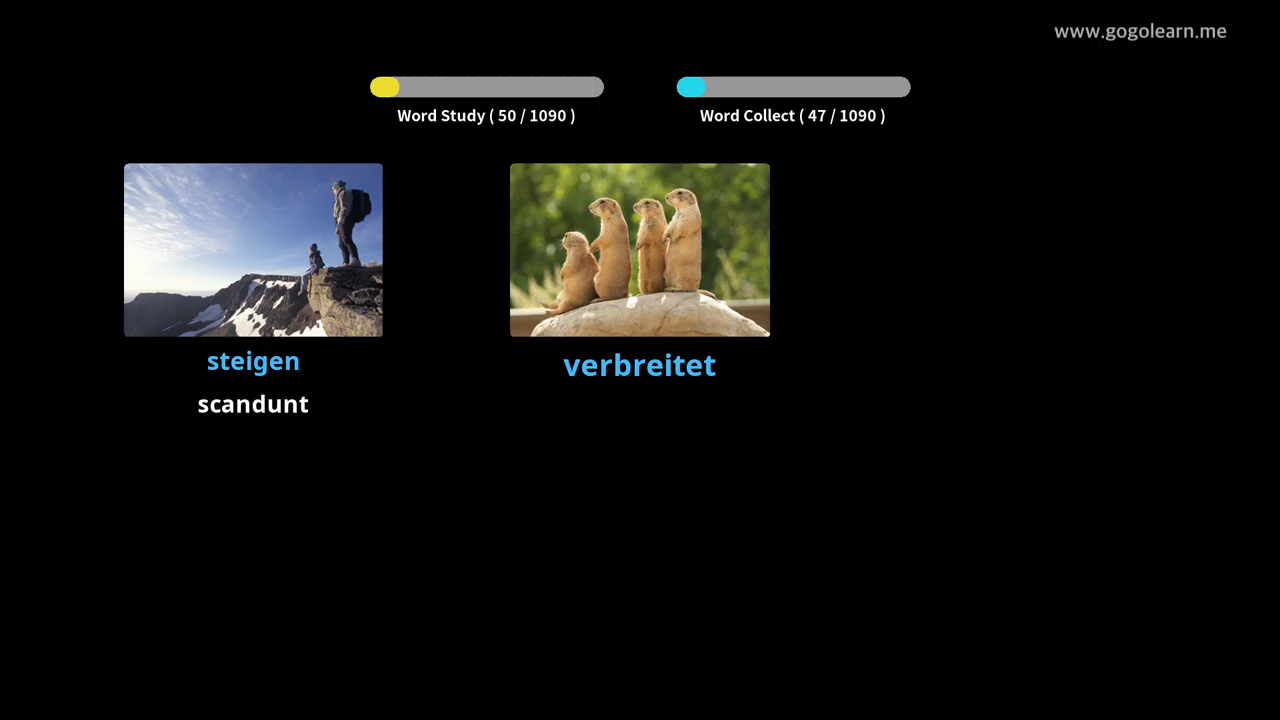 www.gogolearn.me
Word Study ( 50 / 1090 )
Word Collect ( 47 / 1090 )
steigen
scandunt
verbreitet